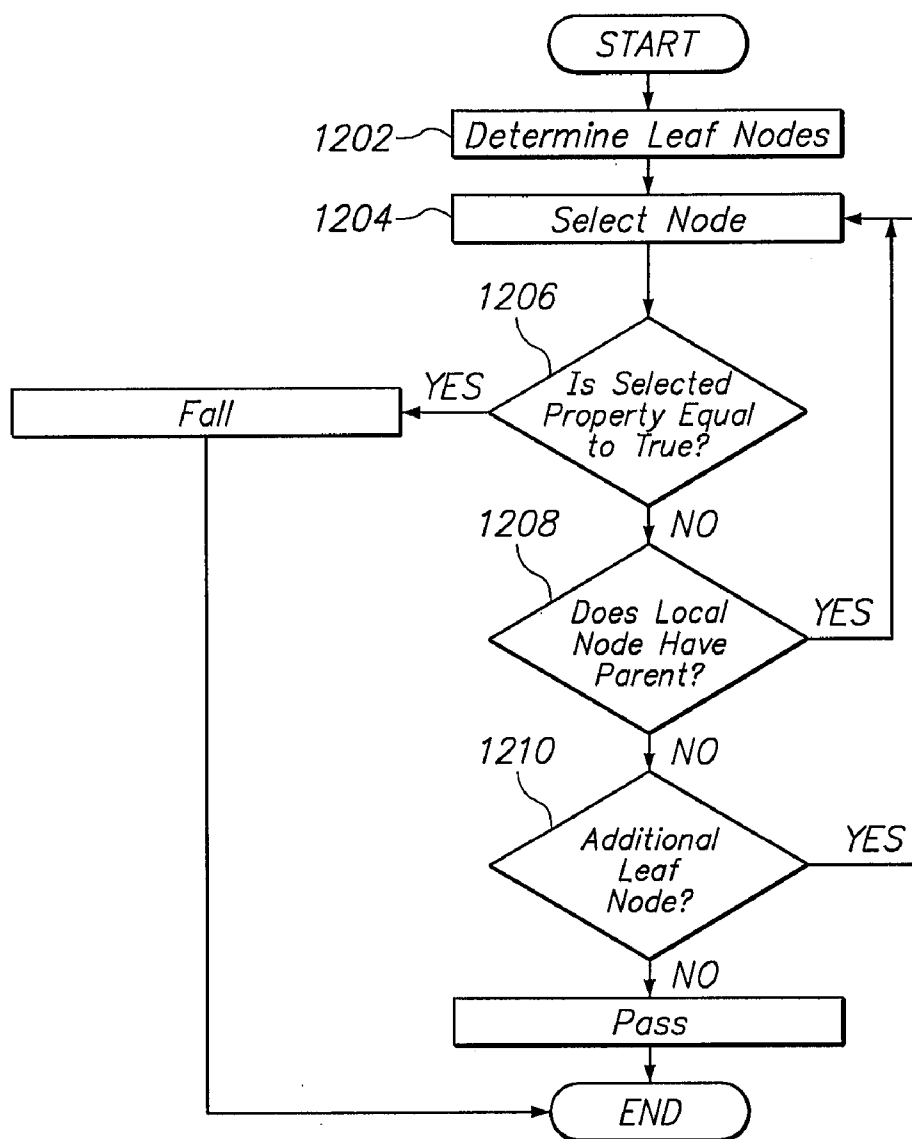 START
1202
Determine Leaf Nodes
1204
Select Node
1206
Is Selected
Property Equal
to True?
YES
Fall
NO
1208
Does Local
Node Have
Parent?
YES
NO
1210
Additional
Leaf
Node?
YES
NO
Pass
END